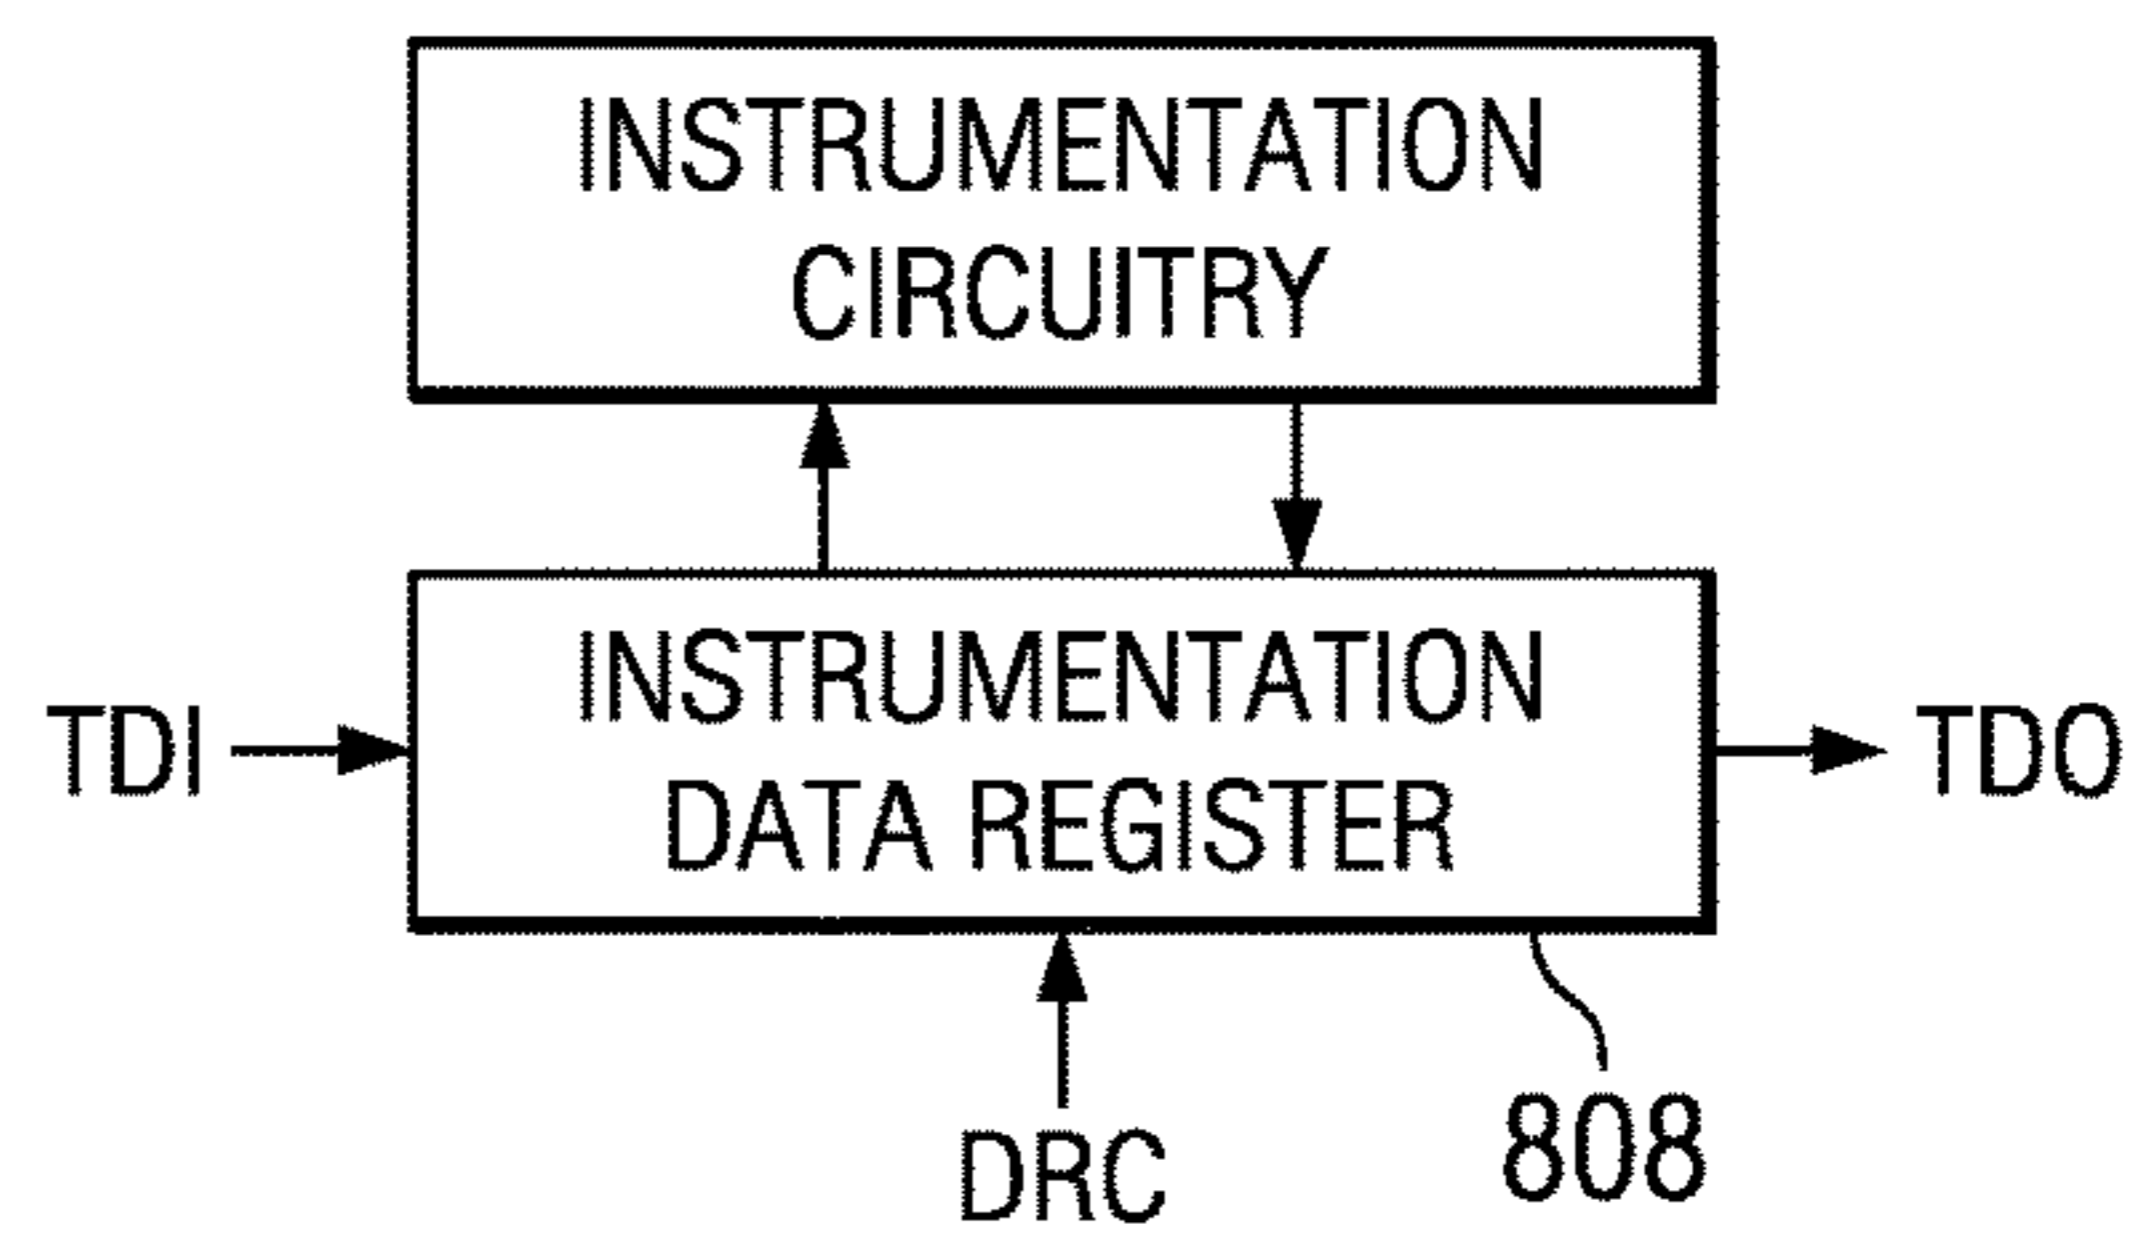 INSTRUMENTATION
CIRCUITRY
INSTRUMENTATION
TDI
TDO
DATA REGISTER
DRC
808